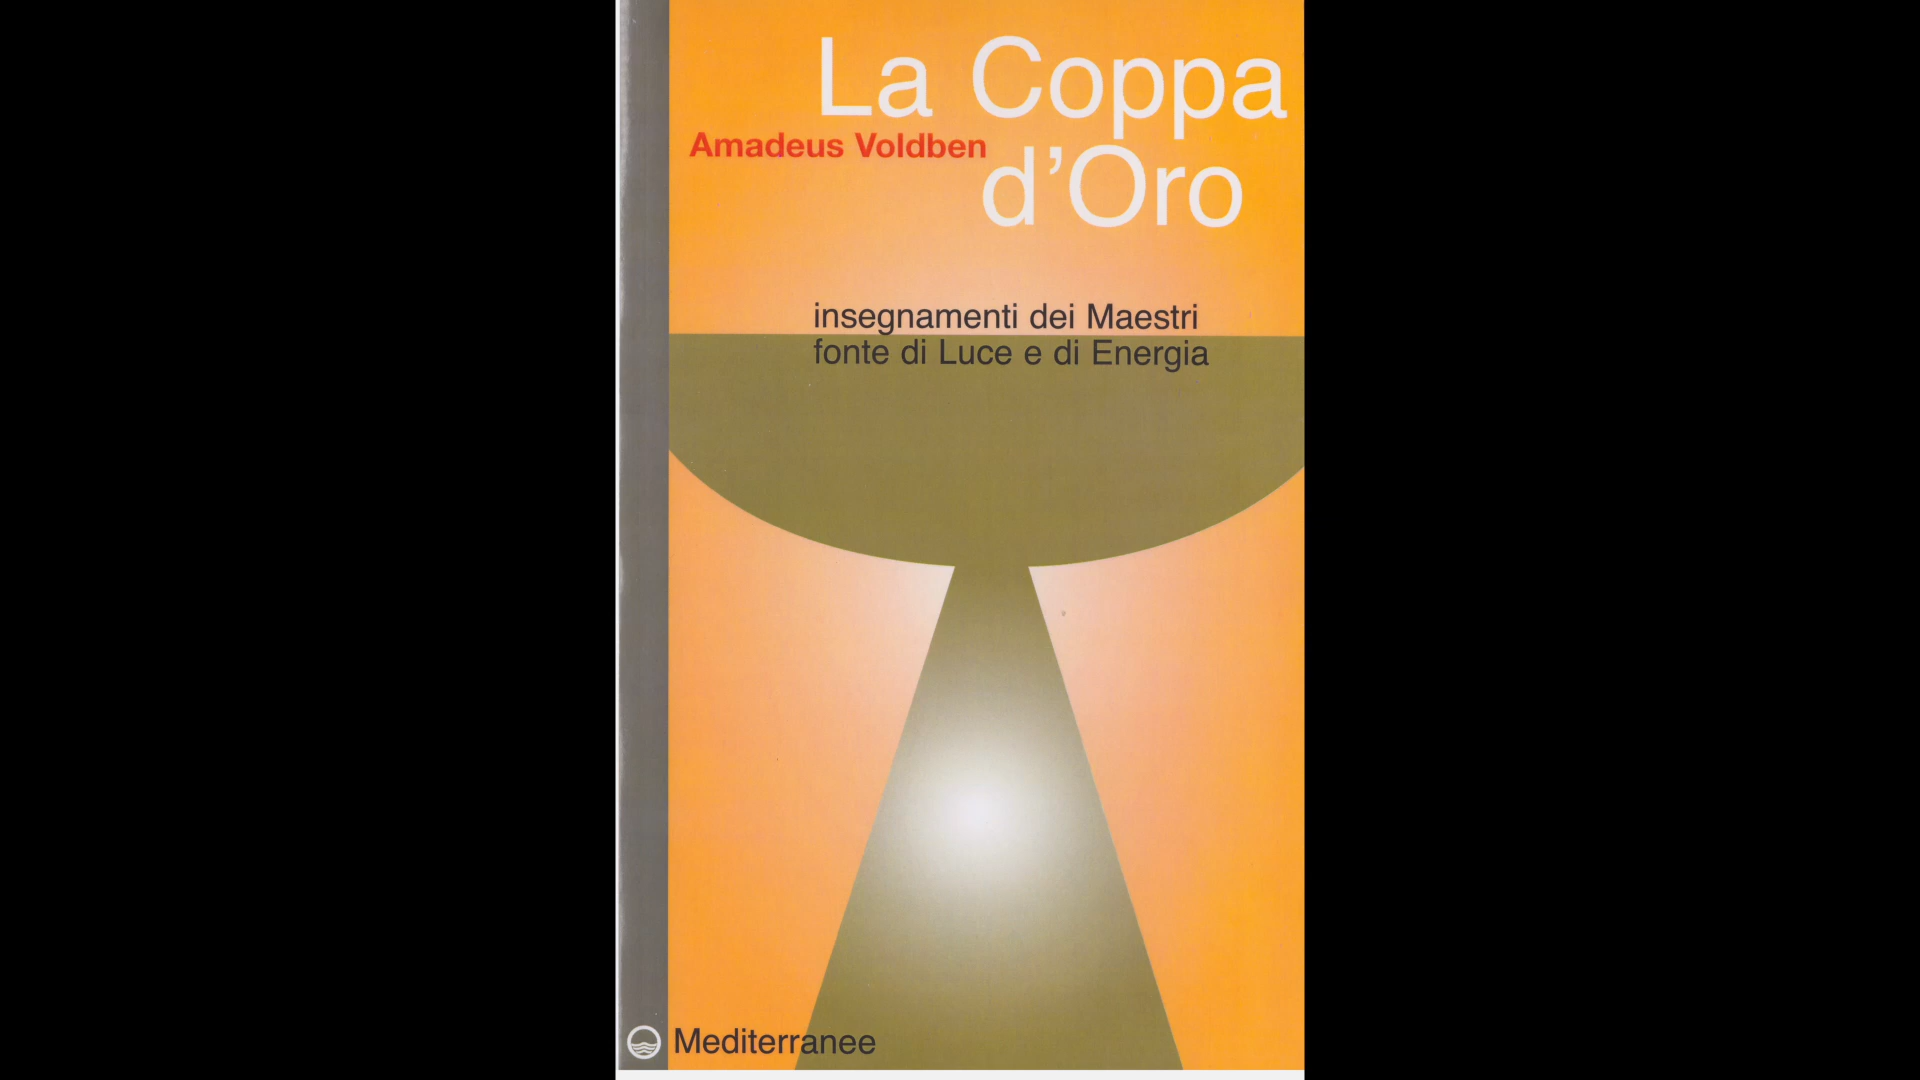 La Coppa
Amadeus Voldben
d'Oro
insegnamenti dei Maestri
fonte di Luce e di Energia
Mediterranee